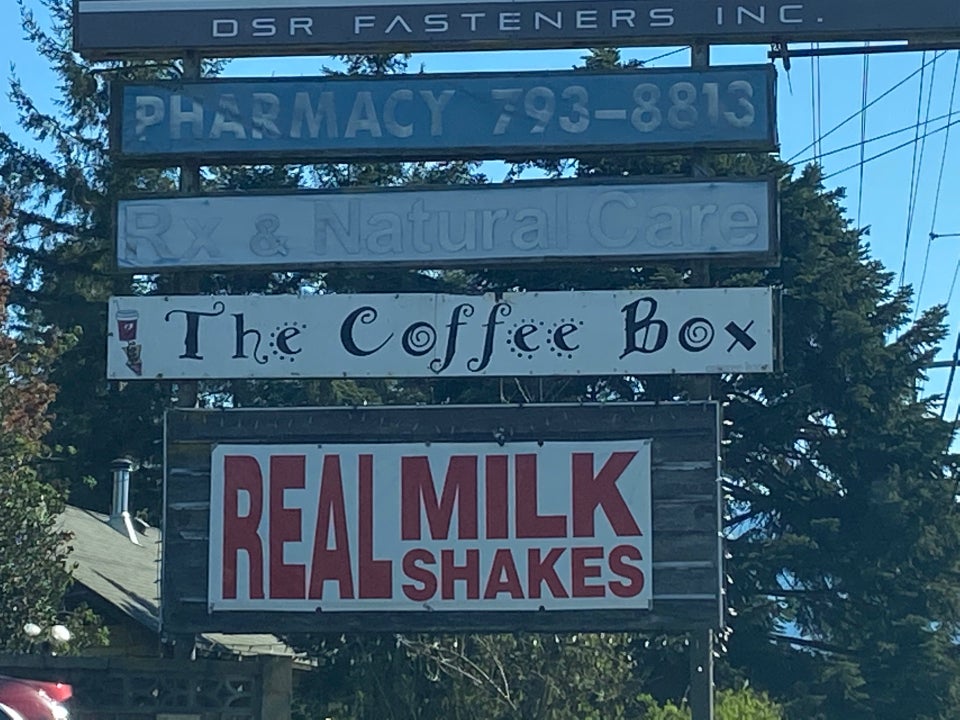 DSR FASTENERS INC.
PHARMACY 793-8813
Rx & Natural Care
The Coffee Box
REAL MILK
SHAKES